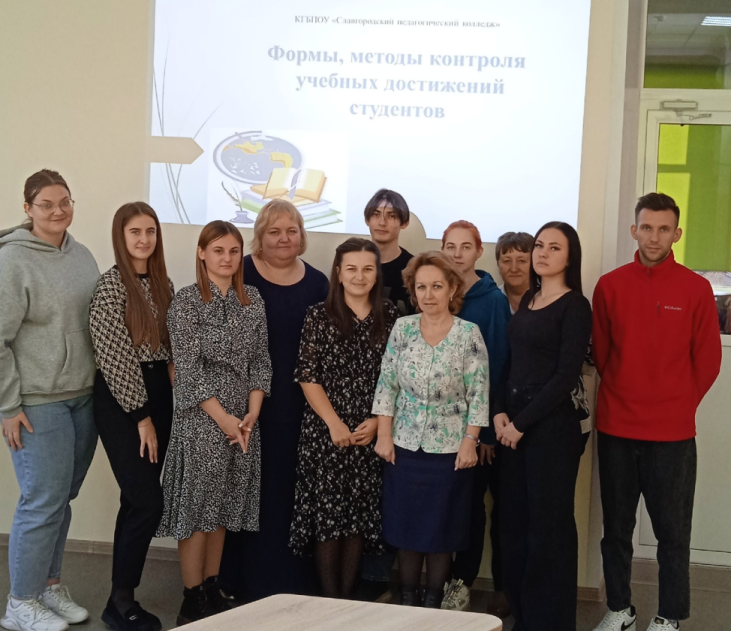 КГБПОУ «Славгородский педагогический колледж»
Формы, методы контроля
учебных достижений
студентов